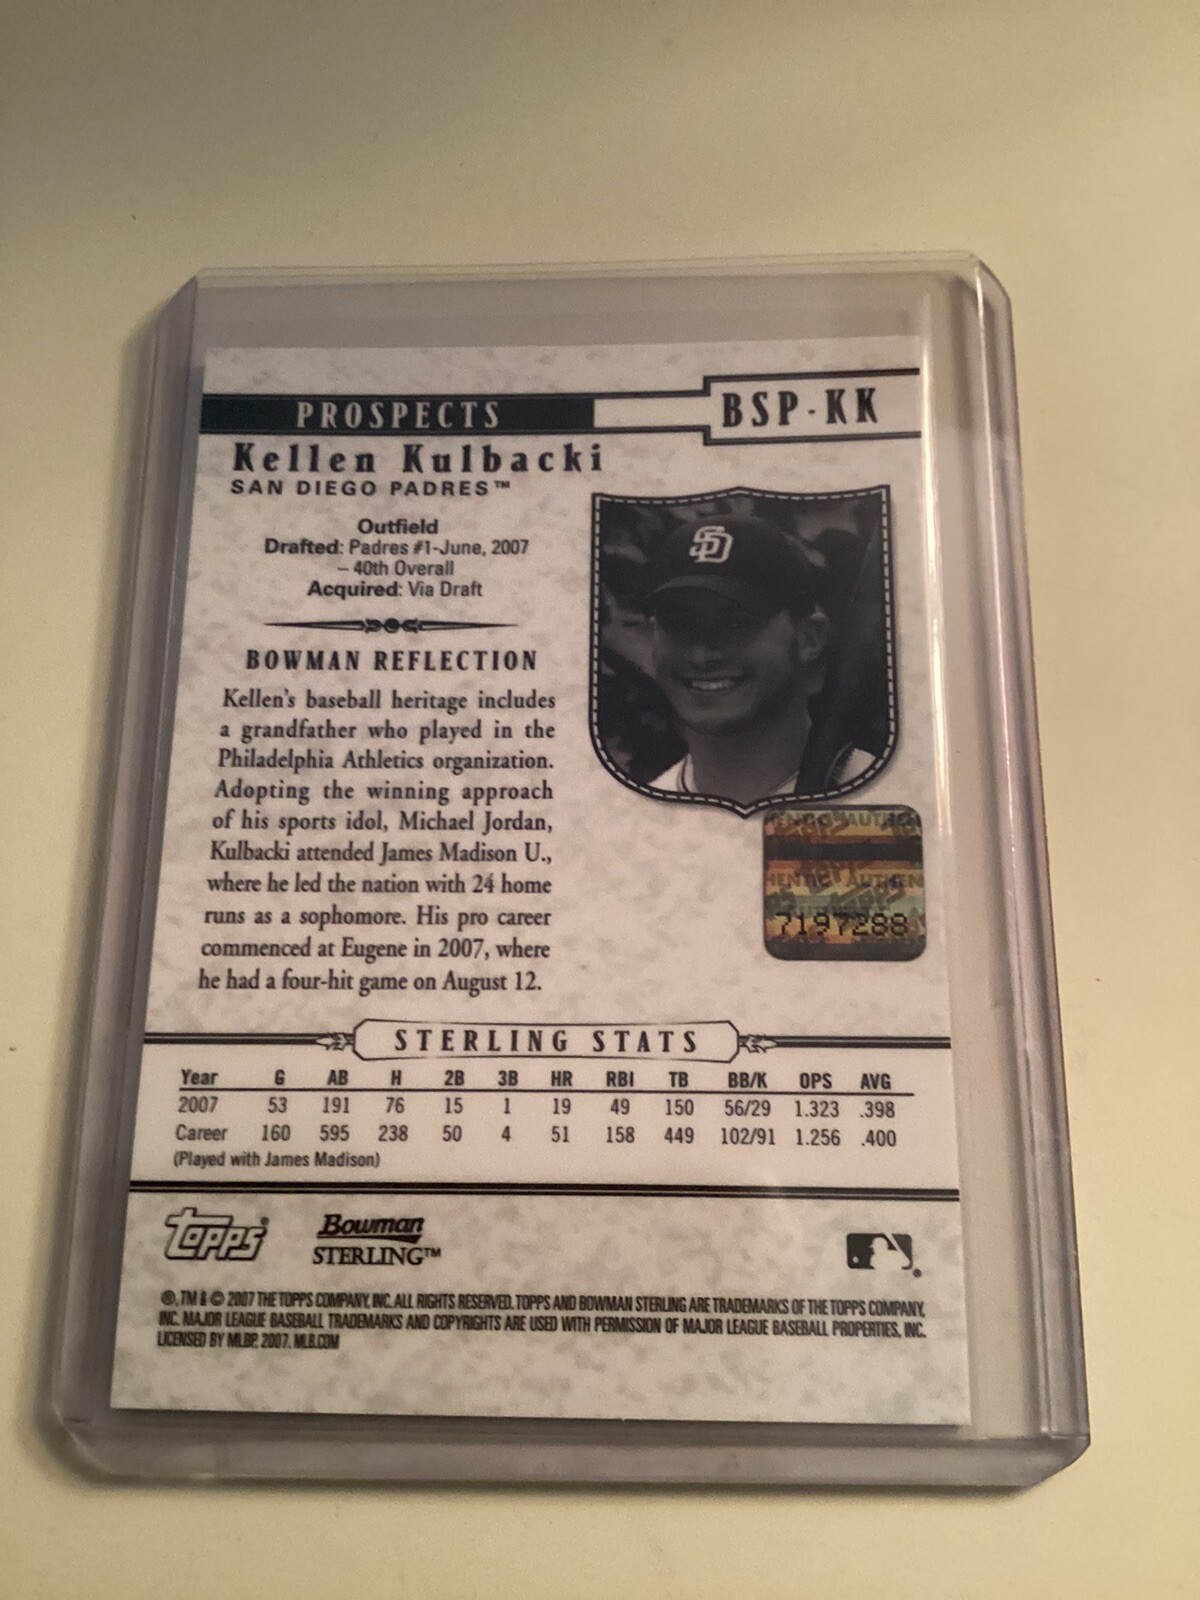 PROSPECTS
BSP-KK
Kellen Kulbacki
SAN DIEGO PADRES™
Outfield
Drafted: Padres #1-June, 2007
– 40th Overall
Acquired: Via Draft
BOWMAN REFLECTION
Kellen's baseball heritage includes
a grandfather who played in the
Philadelphia Athletics organization.
Adopting the winning approach
of his sports idol, Michael Jordan,
Kulbacki attended James Madison U.,
where he led the nation with 24 home
runs as a sophomore. His pro career
commenced at Eugene in 2007, where
he had a four-hit game on August 12.
SD
7197288
STERLING STATS
Year G AB H 2B 3B HR RBI TB BB/K OPS AVG
2007 53 191 76 15 1 19 49 150 56/29 1.323 .398
Career 160 595 238 50 4 51 158 449 102/91 1.256 .400
(Played with James Madison)
Topps®
Bowman
STERLING™
®, TM & © 2007 THE TOPPS COMPANY, INC. ALL RIGHTS RESERVED. TOPPS AND BOWMAN STERLING ARE TRADEMARKS OF THE TOPPS COMPANY,
INC. MAJOR LEAGUE BASEBALL TRADEMARKS AND COPYRIGHTS ARE USED WITH PERMISSION OF MAJOR LEAGUE BASEBALL PROPERTIES, INC.
LICENSED BY MLBP, 2007. MLB.COM